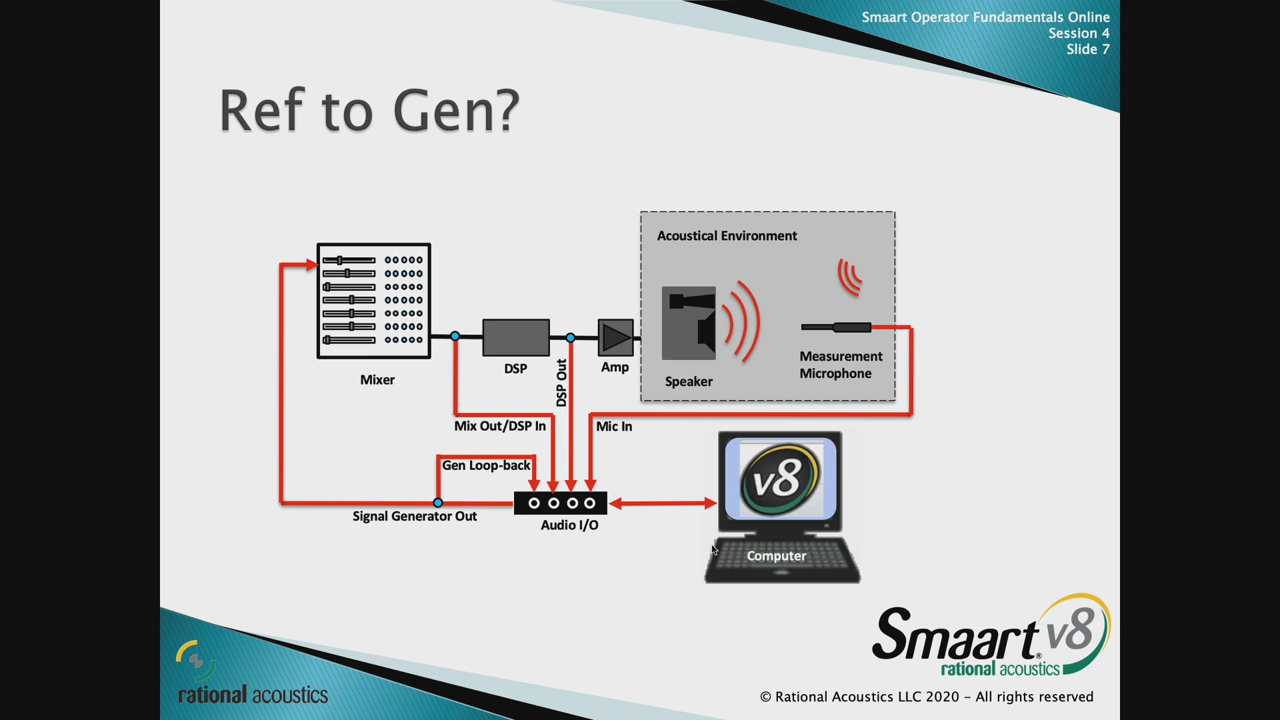 Smaart Operator Fundamentals Online
Session 4
Slide 7
Ref to Gen?
Acoustical Environment
Mixer
DSP
DSP Out
Amp
Speaker
Measurement
Microphone
Mix Out/DSP In
Mic In
Gen Loop-back
Signal Generator Out
Audio I/O
v8
Computer
Smaart® v8
rational acoustics
rational acoustics
© Rational Acoustics LLC 2020 – All rights reserved